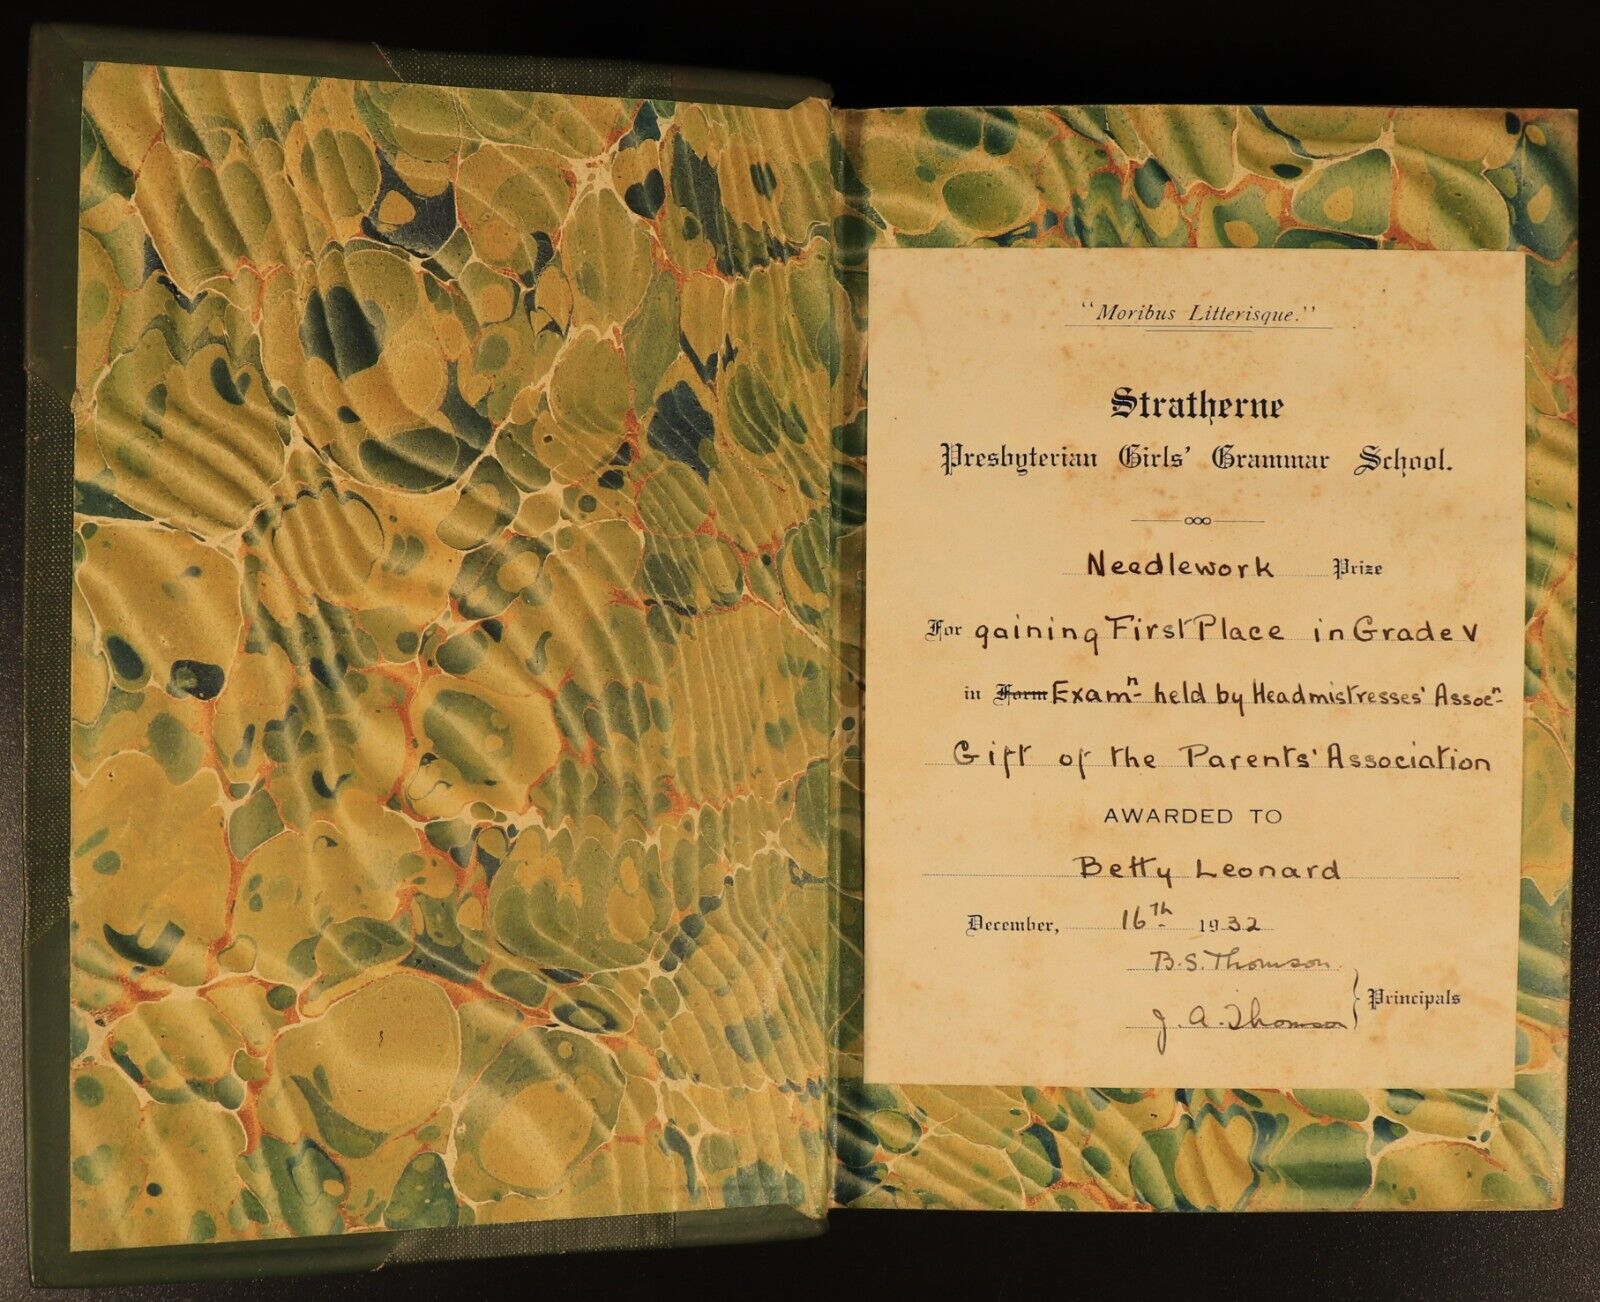 "Moribus Litterisque."
Stratherne
Presbyterian Girls' Grammar School.
Needlework Prize
For gaining First Place in Grade V
in Form Examn held by Headmistresses' Assocn
Gift of the Parents' Association
AWARDED TO
Betty Leonard
December, 16th 1932
B.S. Thomson
J. A. Thomson } Principals